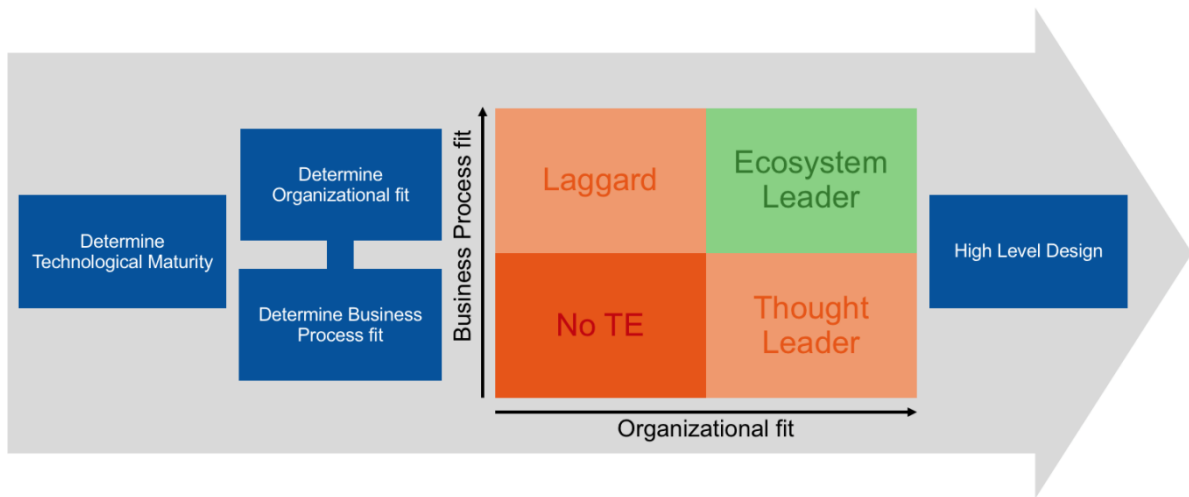 Determine
Technological Maturity
Determine
Organizational fit
Determine Business
Process fit
Business Process fit
Laggard
Ecosystem
Leader
No TE
Thought
Leader
Organizational fit
High Level Design